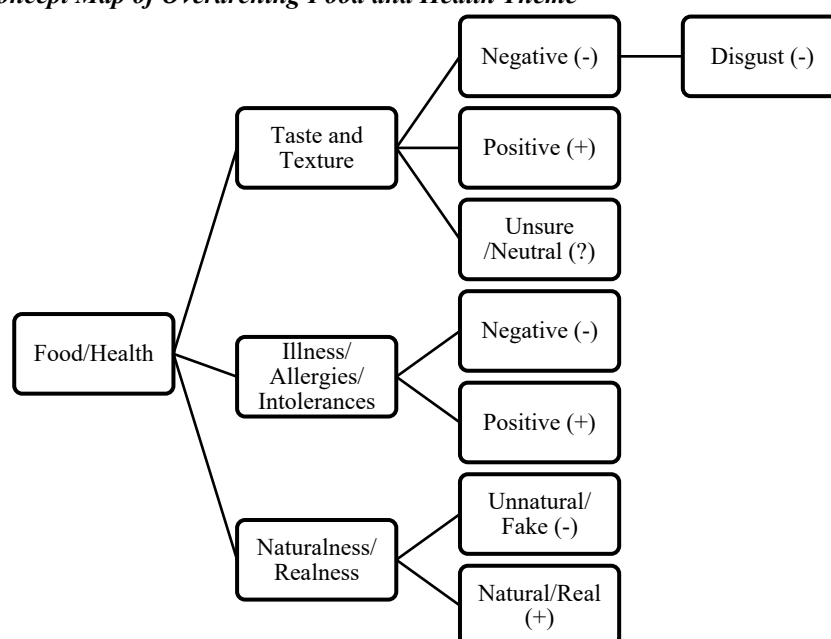 oncept Map of Overarching Food and Health Theme
Negative (-)
Disgust (-)
Taste and
Texture
Positive (+)
Unsure
/Neutral (?)
Food/Health
Illness/
Allergies/
Intolerances
Negative (-)
Positive (+)
Naturalness/
Realness
Unnatural/
Fake (-)
Natural/Real
(+)